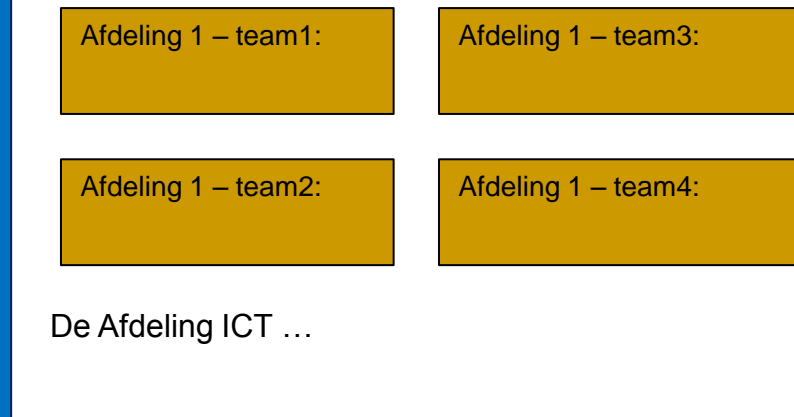 Afdeling 1 – team1:
Afdeling 1 – team3:
Afdeling 1 – team2:
Afdeling 1 – team4:
De Afdeling ICT …